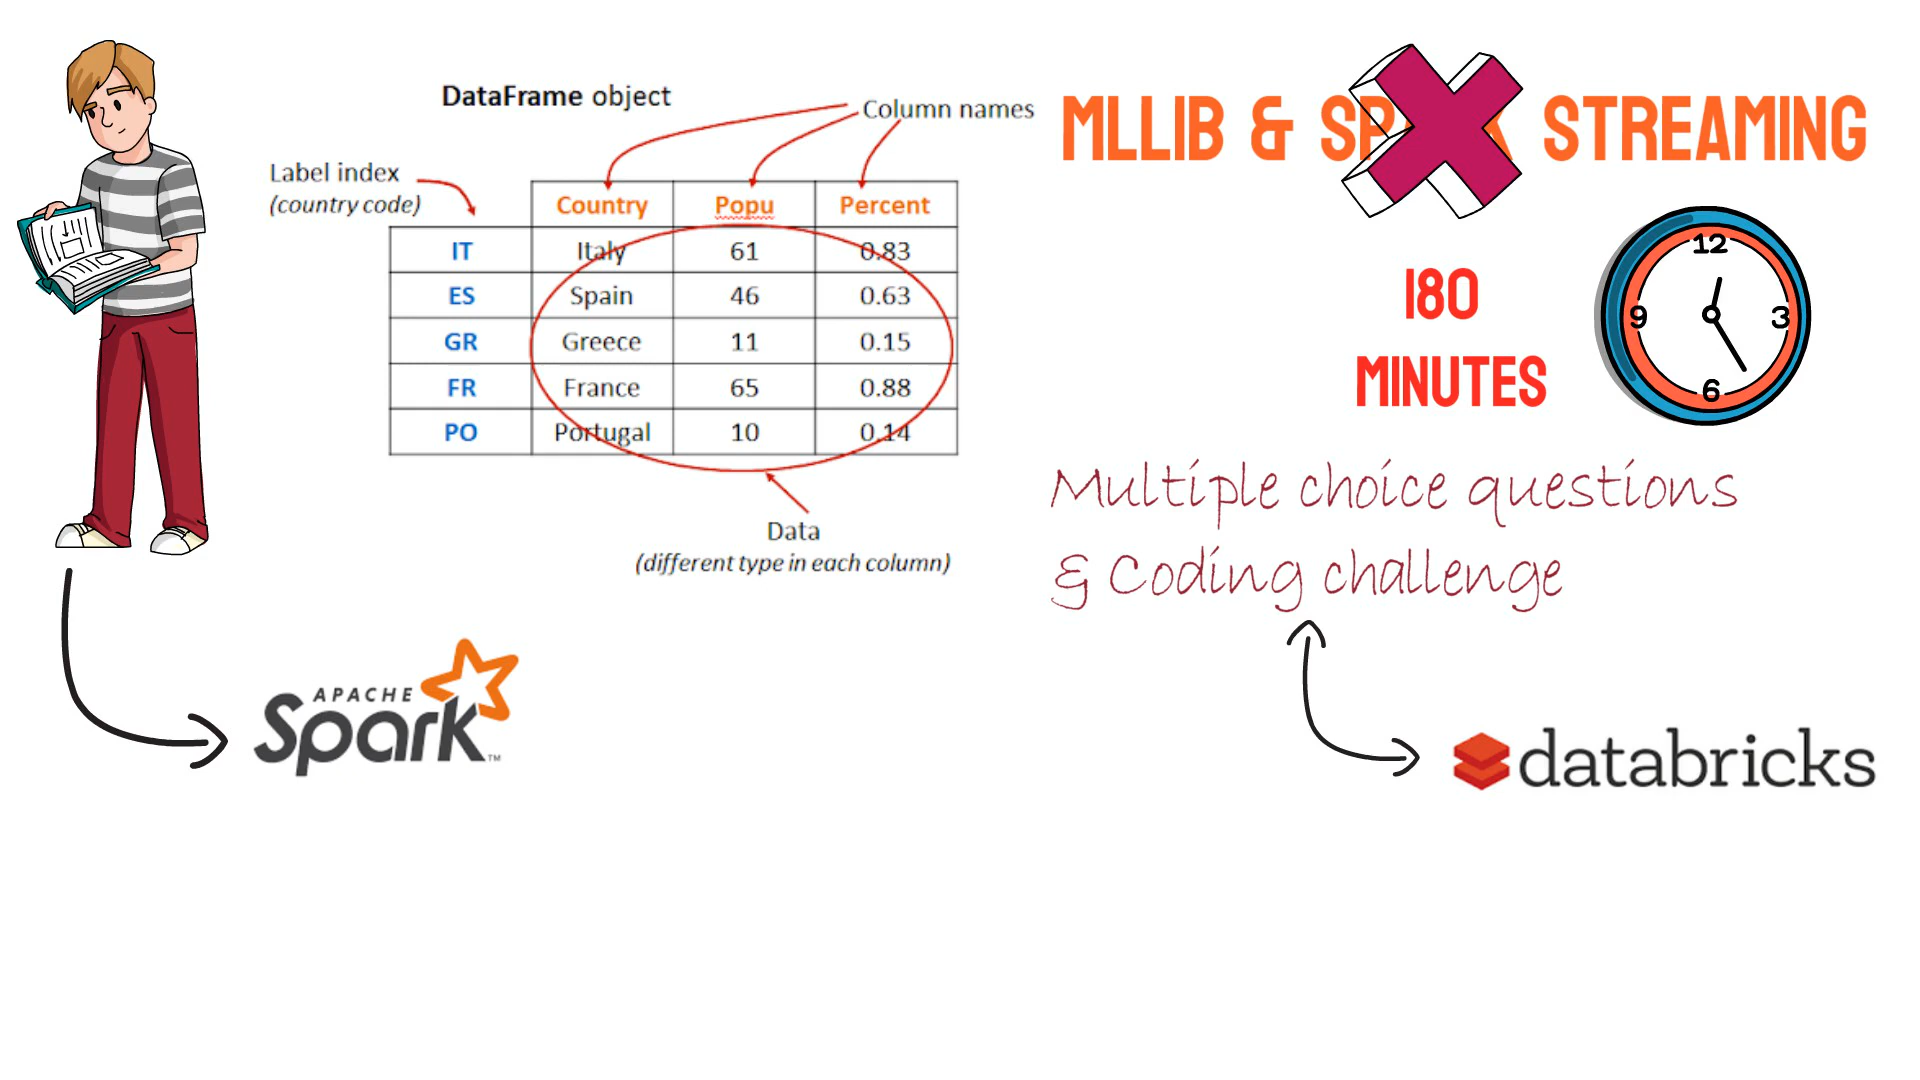 DataFrame object
Column names
Label index
(country code)
Country Popu Percent
IT Italy 61 0.83
ES Spain 46 0.63
GR Greece 11 0.15
FR France 65 0.88
PO Portugal 10 0.14
Data
(different type in each column)
MLLIB & SPARK STREAMING
12
9 3
6
180
MINUTES
Multiple choice questions
& Coding challenge
APACHE
Spark™
databricks